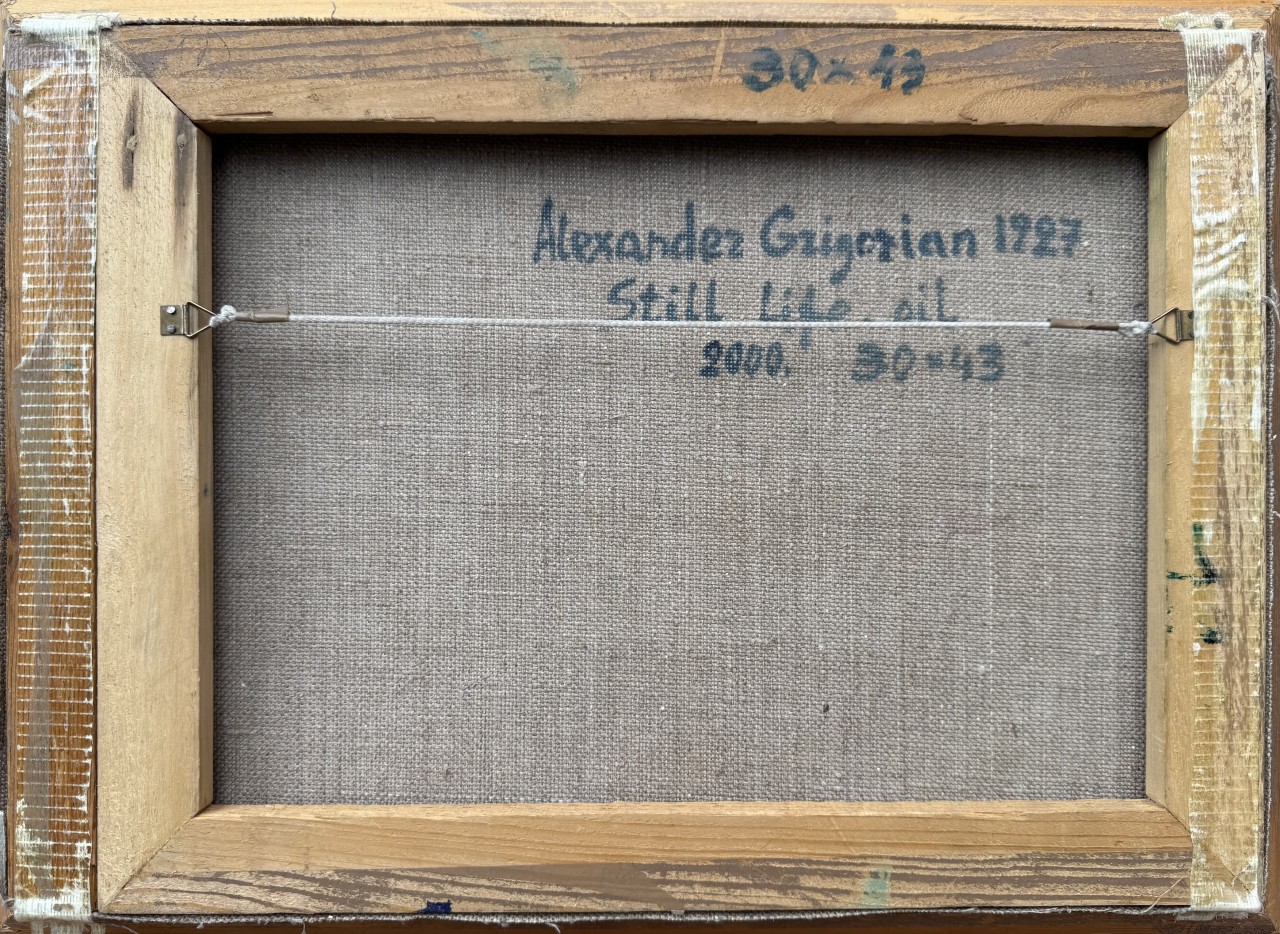 30×43
Alexander Grigorian 1927
Still life. oil
2000. 30×43